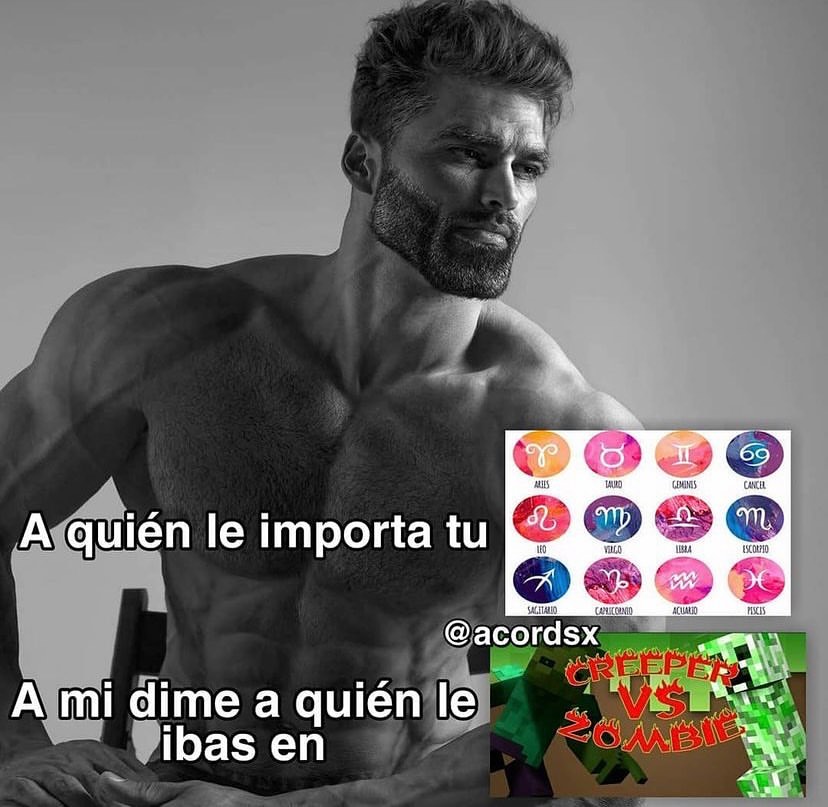 ARIES TAURO GEMINIS CANCER
A quién le importa tu
LEO VIRGO LIBRA ESCORPIO
SAGITARIO CAPRICORNIO ACUARIO PISCIS
@acordsx
A mi dime a quién le
ibas en
CREEPER
VS
ZOMBIE